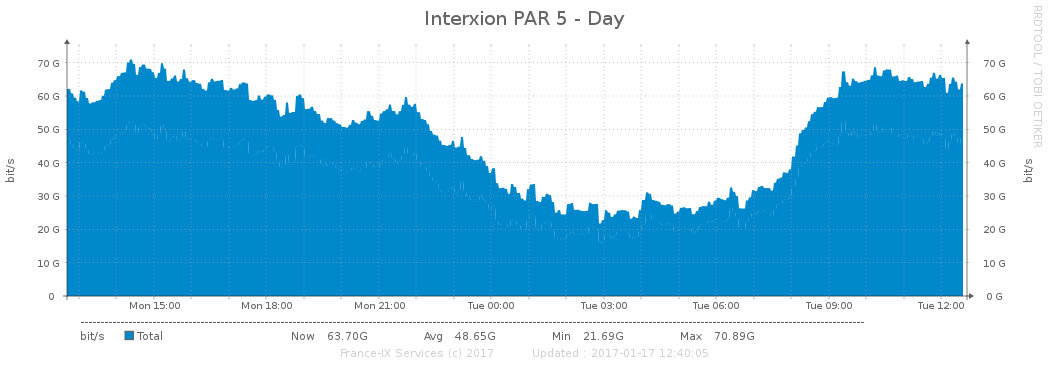 Interxion PAR 5 - Day
RRDTOOL / TOBI OETIKER
bit/s
70 G 70 G
60 G 60 G
50 G 50 G
40 G 40 G
30 G 30 G
20 G 20 G
10 G 10 G
0 0 G
bit/s
Mon 15:00 Mon 18:00 Mon 21:00 Tue 00:00 Tue 03:00 Tue 06:00 Tue 09:00 Tue 12:00
bit/s Total Now 63.70G Avg 48.65G Min 21.69G Max 70.89G
France-IX Services (c) 2017 Updated : 2017-01-17 12:40:05